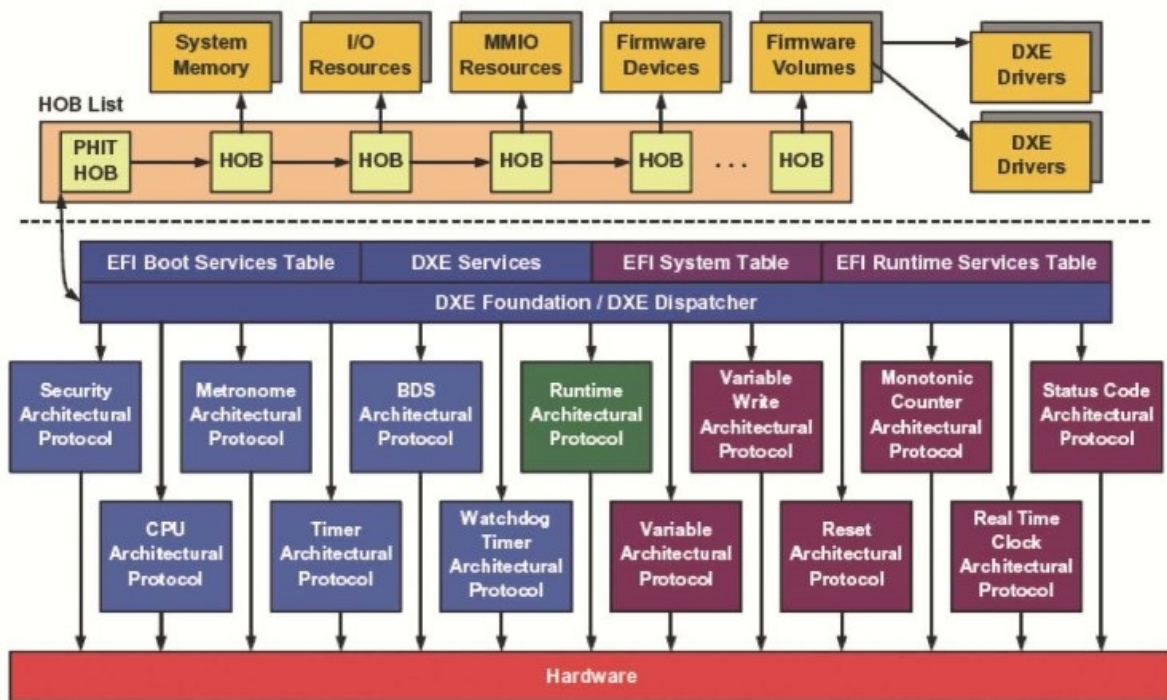 System
Memory
I/O
Resources
MMIO
Resources
Firmware
Devices
Firmware
Volumes
DXE
Drivers
HOB List
PHIT
HOB
HOB
HOB
HOB
HOB
...
HOB
DXE
Drivers
EFI Boot Services Table
DXE Services
EFI System Table
EFI Runtime Services Table
DXE Foundation / DXE Dispatcher
Security
Architectural
Protocol
Metronome
Architectural
Protocol
BDS
Architectural
Protocol
Runtime
Architectural
Protocol
Variable
Write
Architectural
Protocol
Monotonic
Counter
Architectural
Protocol
Status Code
Architectural
Protocol
CPU
Architectural
Protocol
Timer
Architectural
Protocol
Watchdog
Timer
Architectural
Protocol
Variable
Architectural
Protocol
Reset
Architectural
Protocol
Real Time
Clock
Architectural
Protocol
Hardware